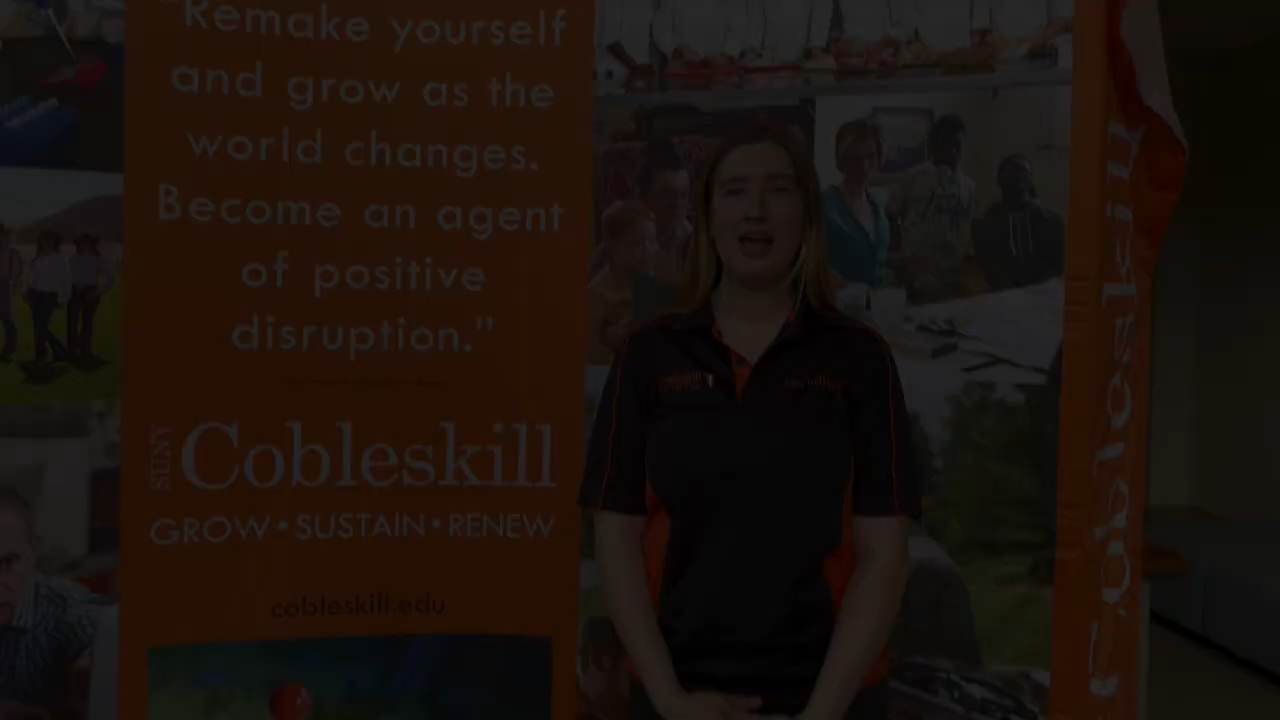 "Remake yourself
and grow as the
world changes.
Become an agent
of positive
disruption."
SUNY
Cobleskill
GROW • SUSTAIN • RENEW
cobleskill.edu
Cobleskill